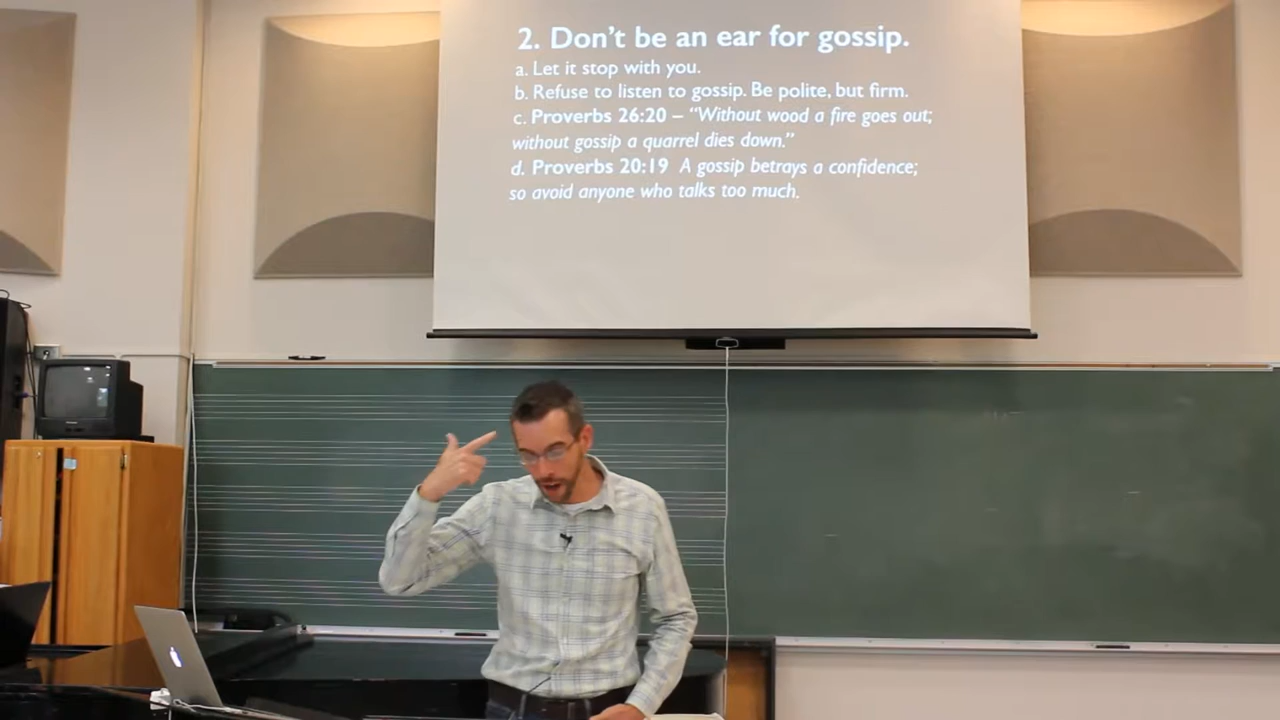 2. Don't be an ear for gossip.
a. Let it stop with you.
b. Refuse to listen to gossip. Be polite, but firm.
c. Proverbs 26:20 – "Without wood a fire goes out;
without gossip a quarrel dies down."
d. Proverbs 20:19 A gossip betrays a confidence;
so avoid anyone who talks too much.